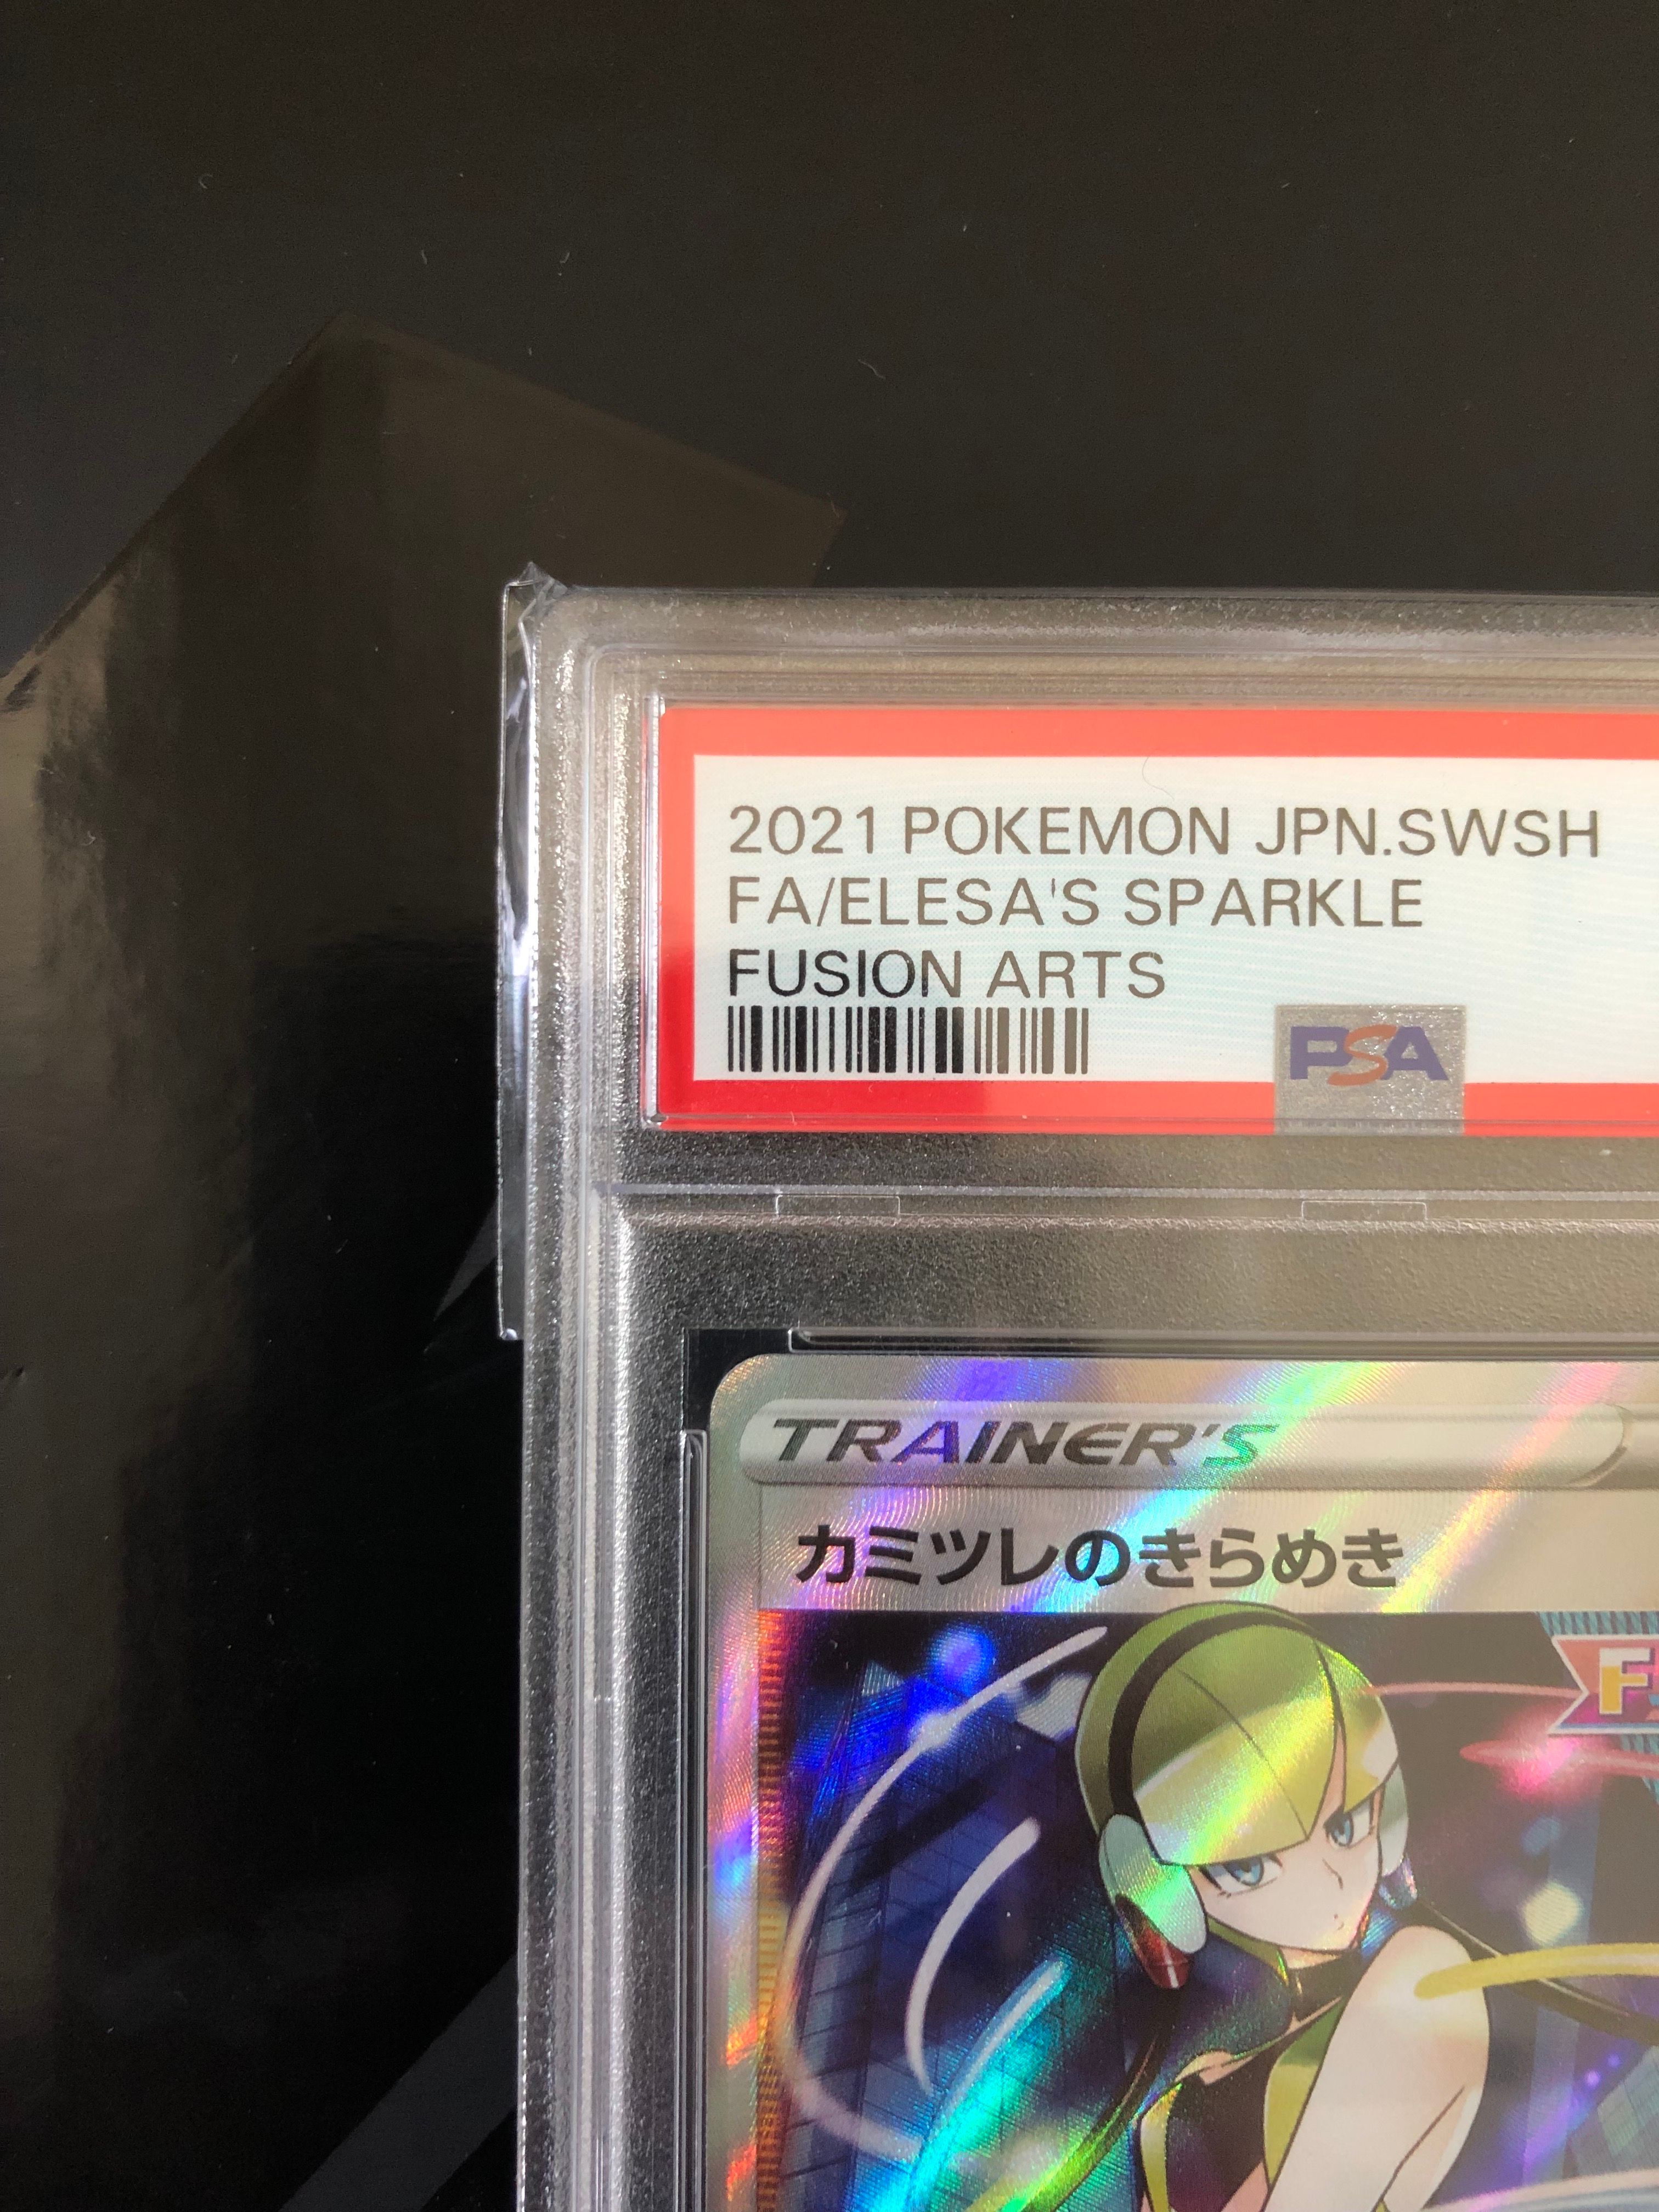 2021 POKEMON JPN.SWSH
FA/ELESA'S SPARKLE
FUSION ARTS
PSA
TRAINER'S
カミツレのきらめき